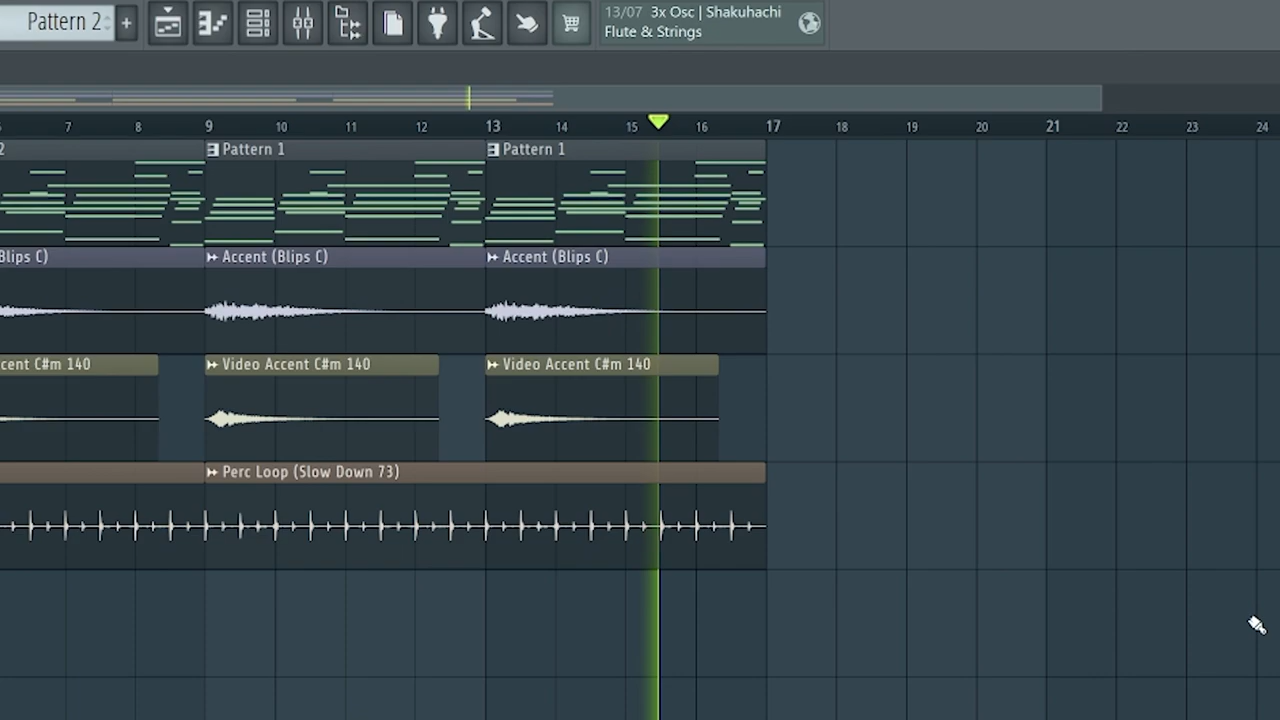 Pattern 2 +
13/07 3x Osc | Shakuhachi
Flute & Strings
7 8 9 10 11 12 13 14 15 16 17 18 19 20 21 22 23 24
2 Pattern 1 Pattern 1
Blips C) Accent (Blips C) Accent (Blips C)
cent C#m 140 Video Accent C#m 140 Video Accent C#m 140
Perc Loop (Slow Down 73)